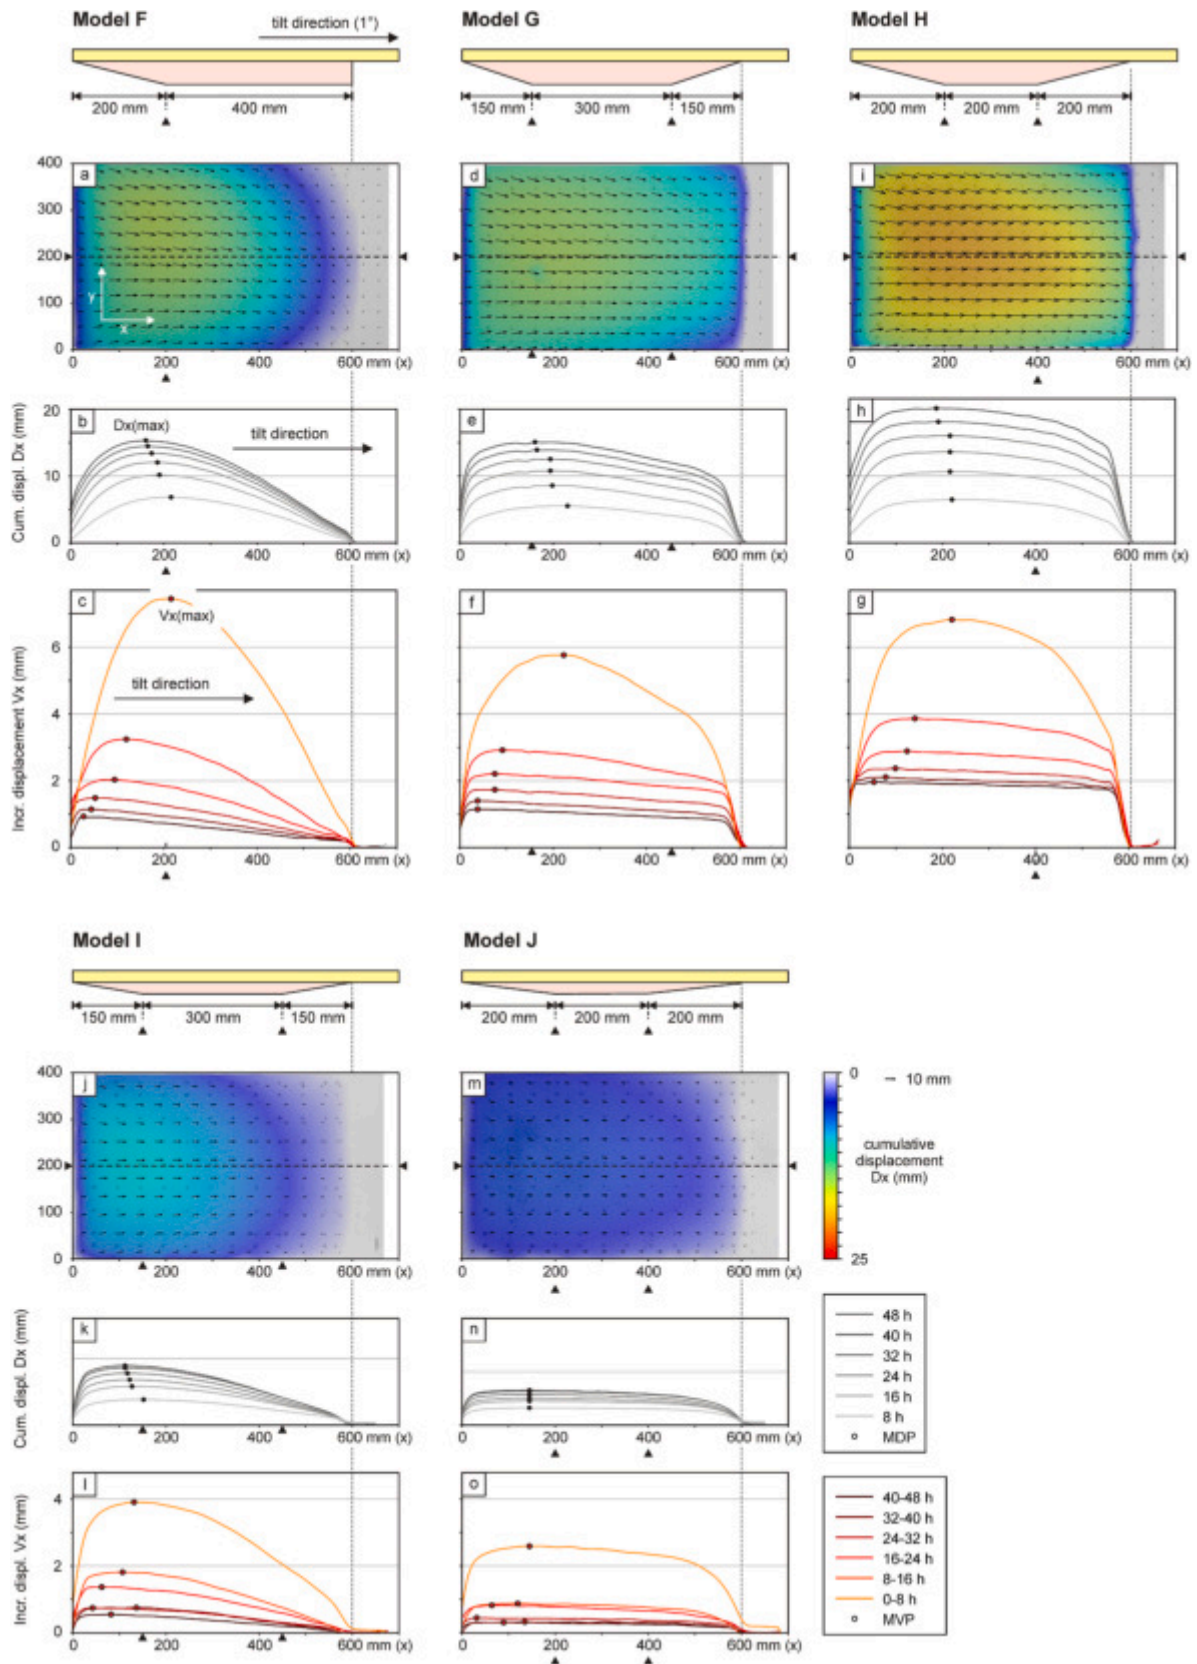 Model F
tilt direction (1°)
Model G
Model H
200 mm
400 mm
150 mm
300 mm
150 mm
200 mm
200 mm
200 mm
400
300
200
100
0
a
y
x
d
i
0 200 400 600 mm (x)
0 200 400 600 mm (x)
0 200 400 600 mm (x)
Cum. displ. Dx (mm)
20
10
0
b
Dx(max)
tilt direction
e
h
0 200 400 600 mm (x)
0 200 400 600 mm (x)
0 200 400 600 mm (x)
Incr. displacement Vx (mm)
6
4
2
0
c
Vx(max)
tilt direction
f
g
0 200 400 600 mm (x)
0 200 400 600 mm (x)
0 200 400 600 mm (x)
Model I
Model J
150 mm
300 mm
150 mm
200 mm
200 mm
200 mm
400
300
200
100
0
j
m
0 200 400 600 mm (x)
0 200 400 600 mm (x)
0
25
10 mm
cumulative
displacement
Dx (mm)
Cum. displ. Dx (mm)
k
n
0 200 400 600 mm (x)
0 200 400 600 mm (x)
48 h
40 h
32 h
24 h
16 h
8 h
MDP
Incr. displ. Vx (mm)
4
2
0
l
o
0 200 400 600 mm (x)
0 200 400 600 mm (x)
40-48 h
32-40 h
24-32 h
16-24 h
8-16 h
0-8 h
MVP